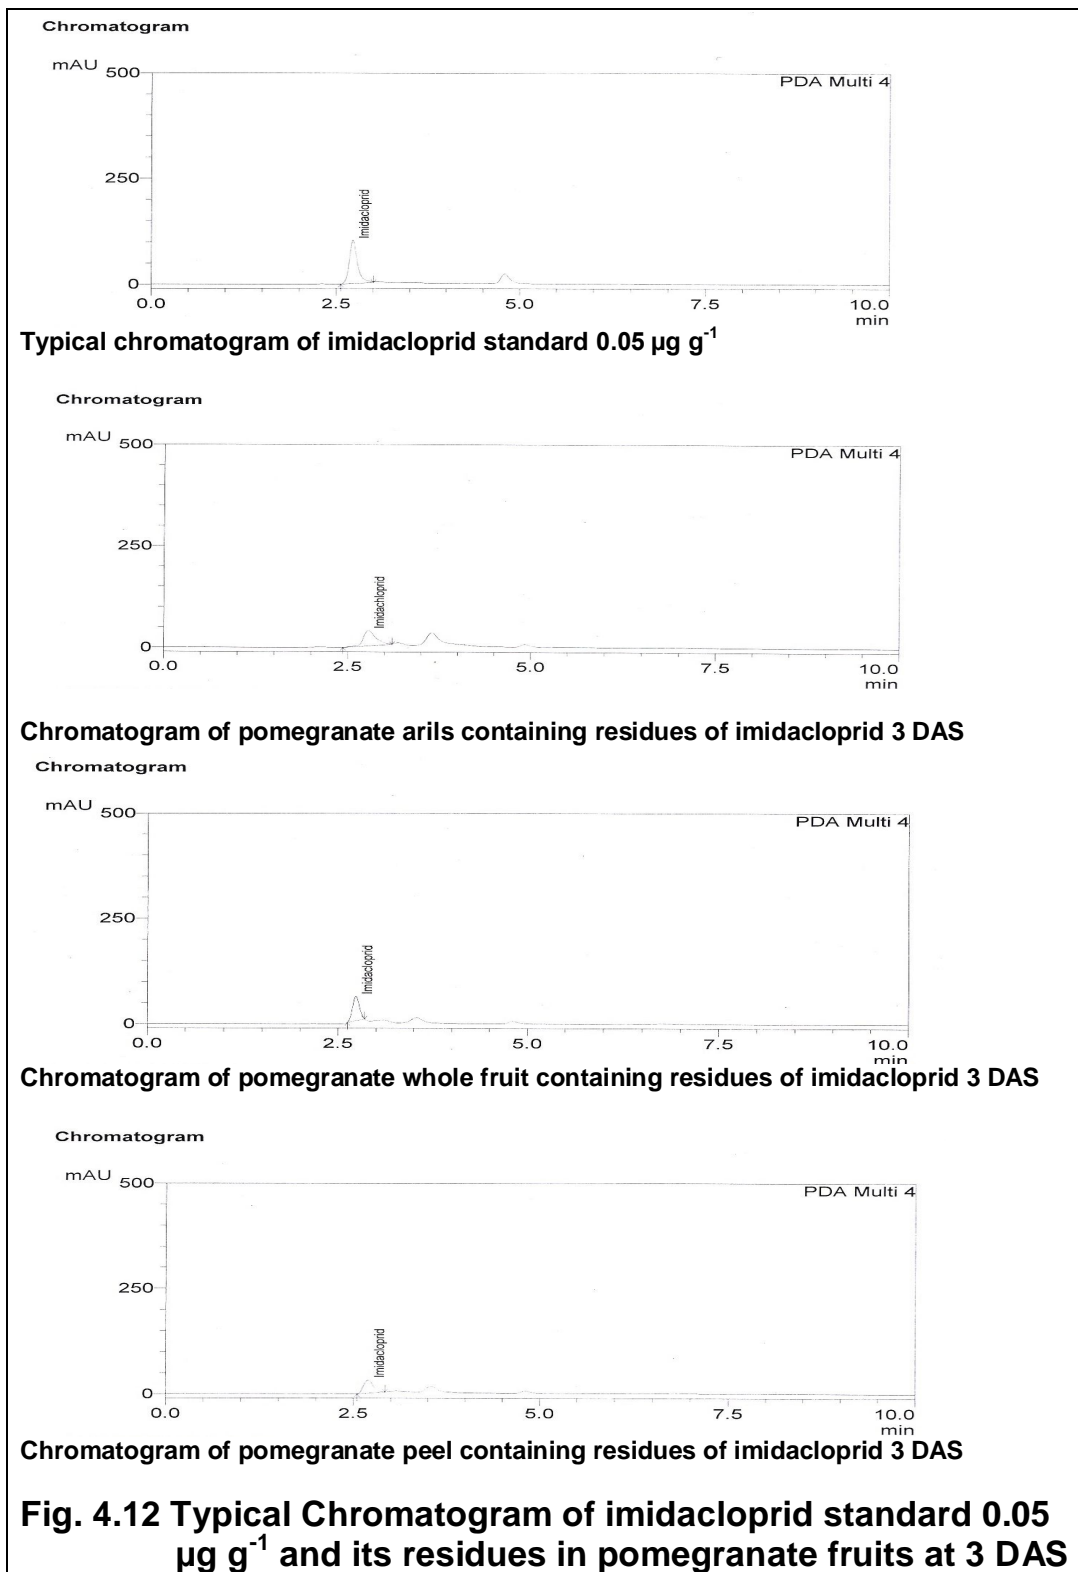 Chromatogram
mAU 500
PDA Multi 4
250
Imidacloprid
0
0.0 2.5 5.0 7.5 10.0
min
Typical chromatogram of imidacloprid standard 0.05 µg g-1
Chromatogram
mAU 500
PDA Multi 4
250
Imidachloprid
0
0.0 2.5 5.0 7.5 10.0
min
Chromatogram of pomegranate arils containing residues of imidacloprid 3 DAS
Chromatogram
mAU 500
PDA Multi 4
250
Imidacloprid
0
0.0 2.5 5.0 7.5 10.0
min
Chromatogram of pomegranate whole fruit containing residues of imidacloprid 3 DAS
Chromatogram
mAU 500
PDA Multi 4
250
Imidacloprid
0
0.0 2.5 5.0 7.5 10.0
min
Chromatogram of pomegranate peel containing residues of imidacloprid 3 DAS
Fig. 4.12 Typical Chromatogram of imidacloprid standard 0.05
µg g-1 and its residues in pomegranate fruits at 3 DAS